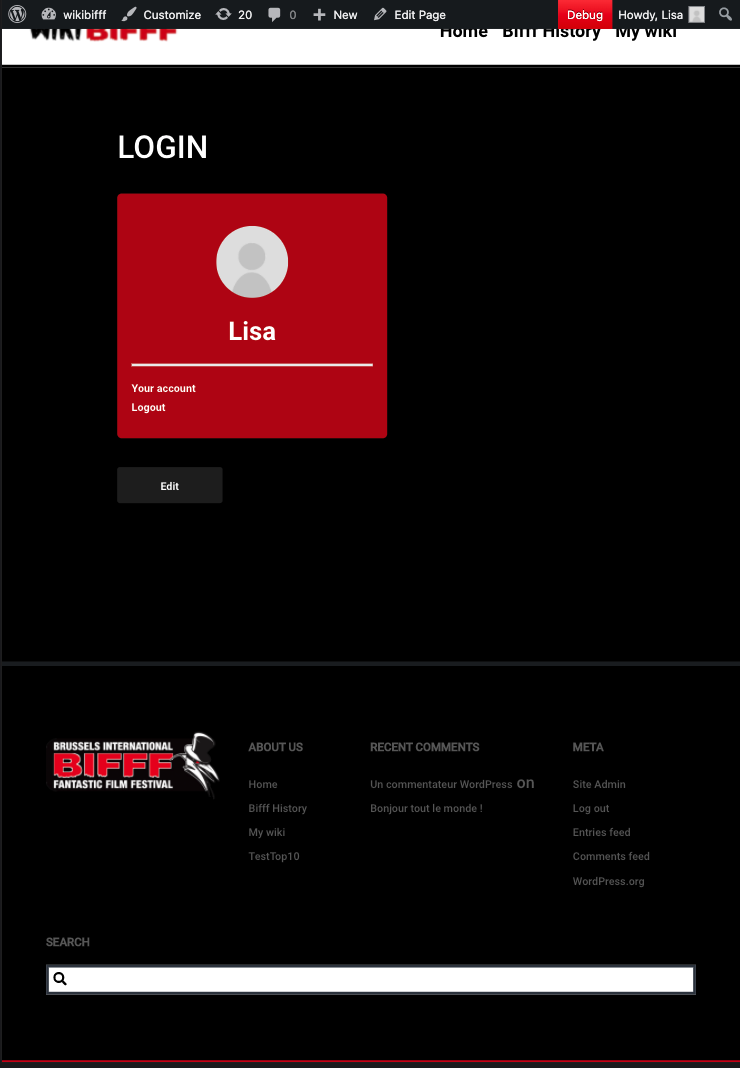 wikibifff Customize 20 0 New Edit Page Debug Howdy, Lisa
WIKIBIFFF Home Bifff History My wiki
LOGIN
Lisa
Your account
Logout
Edit
BRUSSELS INTERNATIONAL
BIFFF
FANTASTIC FILM FESTIVAL
ABOUT US
Home
Bifff History
My wiki
TestTop10
RECENT COMMENTS
Un commentateur WordPress on
Bonjour tout le monde !
META
Site Admin
Log out
Entries feed
Comments feed
WordPress.org
SEARCH